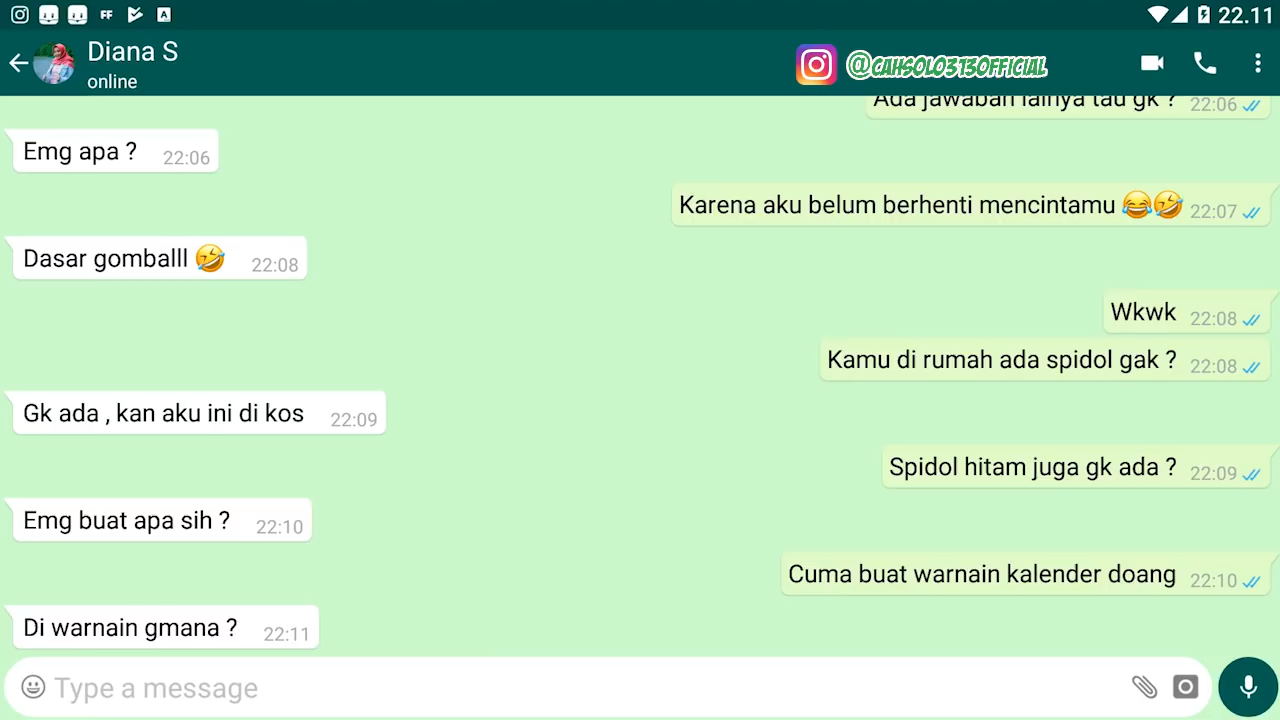 22.11
Diana S
online
@CAHSOLO313OFFICIAL
Ada jawaban lainya tau gk ? 22:06
Emg apa ? 22:06
Karena aku belum berhenti mencintamu 😂🤣 22:07
Dasar gomballl 🤣 22:08
Wkwk 22:08
Kamu di rumah ada spidol gak ? 22:08
Gk ada , kan aku ini di kos 22:09
Spidol hitam juga gk ada ? 22:09
Emg buat apa sih ? 22:10
Cuma buat warnain kalender doang 22:10
Di warnain gmana ? 22:11
Type a message